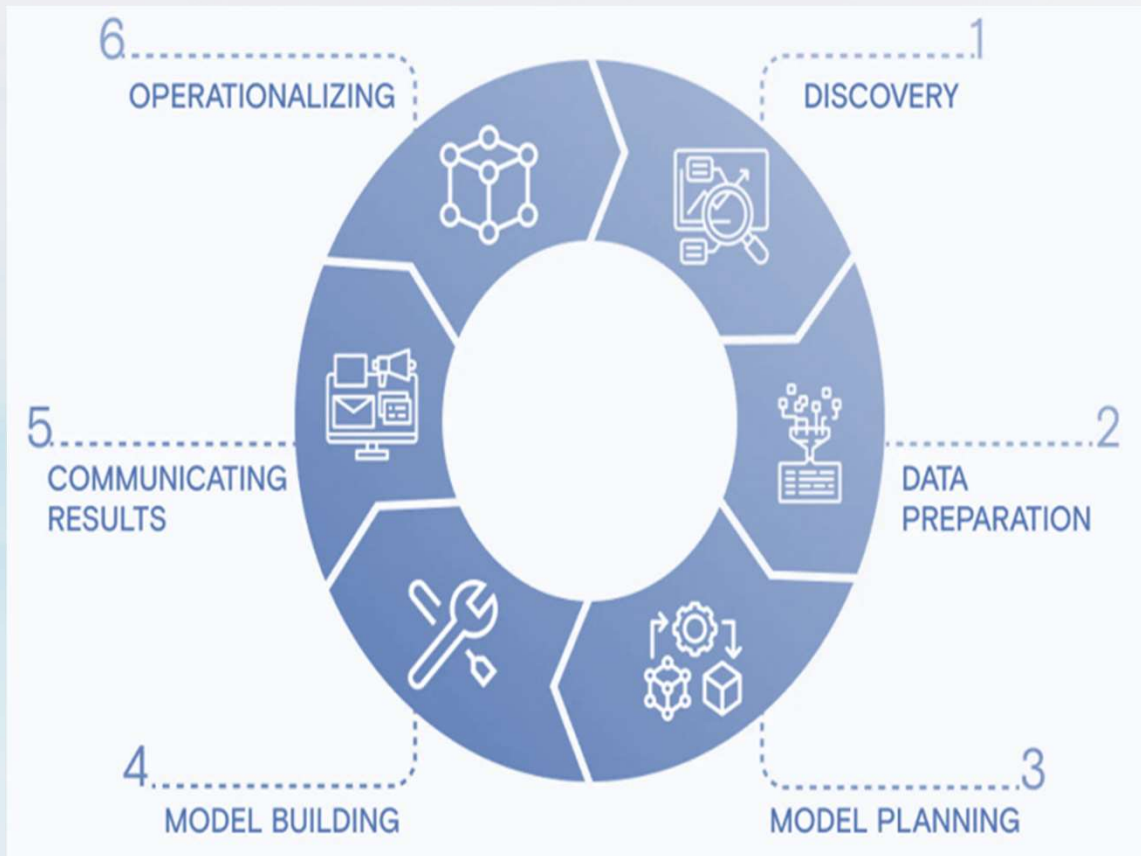 6
OPERATIONALIZING
1
DISCOVERY
5
COMMUNICATING
RESULTS
2
DATA
PREPARATION
4
MODEL BUILDING
3
MODEL PLANNING